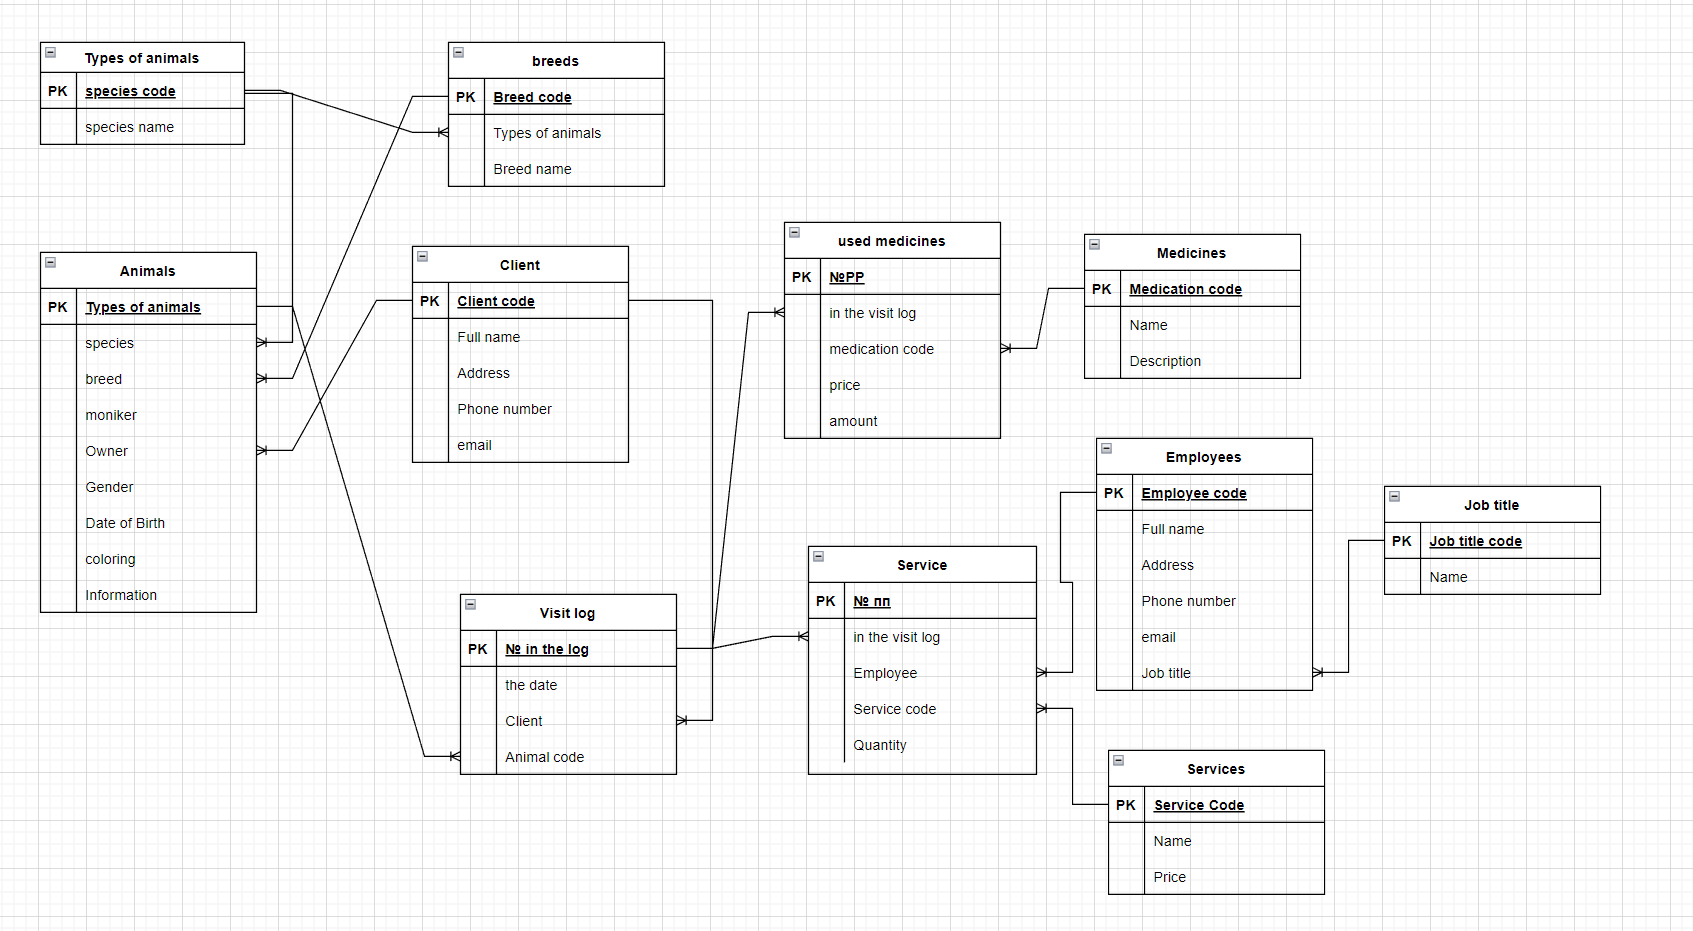 Types of animals
PK species code
species name
breeds
PK Breed code
Types of animals
Breed name
Animals
PK Types of animals
species
breed
moniker
Owner
Gender
Date of Birth
coloring
Information
Client
PK Client code
Full name
Address
Phone number
email
used medicines
PK №PP
in the visit log
medication code
price
amount
Medicines
PK Medication code
Name
Description
Employees
PK Employee code
Full name
Address
Phone number
email
Job title
Job title
PK Job title code
Name
Visit log
PK № in the log
the date
Client
Animal code
Service
PK № пп
in the visit log
Employee
Service code
Quantity
Services
PK Service Code
Name
Price